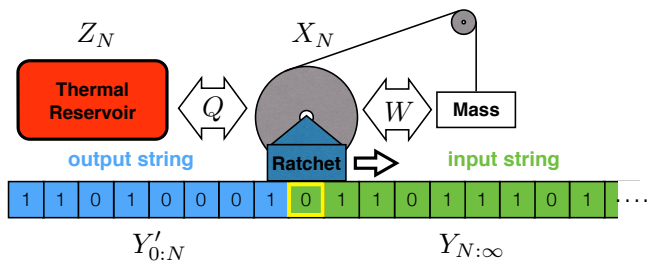 Z_N X_N
Thermal
Reservoir
Q W Mass
output string Ratchet input string
1 1 0 1 0 0 0 1 0 1 1 0 1 1 1 0 1 ....
Y'_{0:N} Y_{N:∞}